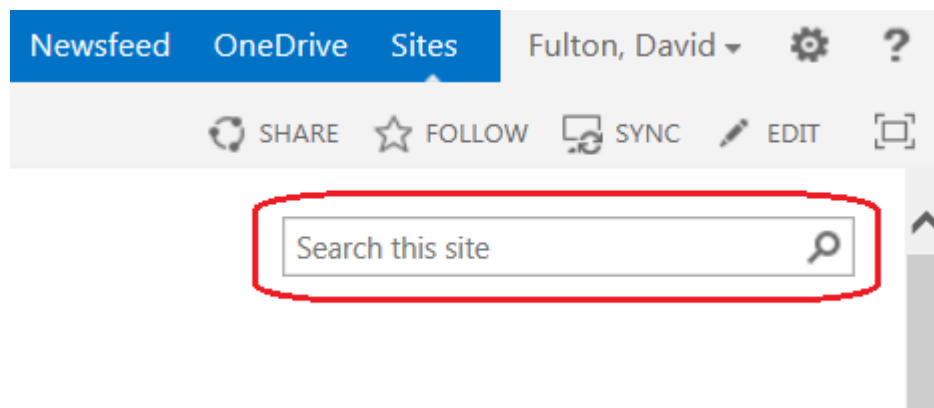 Newsfeed OneDrive Sites Fulton, David ?
SHARE FOLLOW SYNC EDIT
Search this site